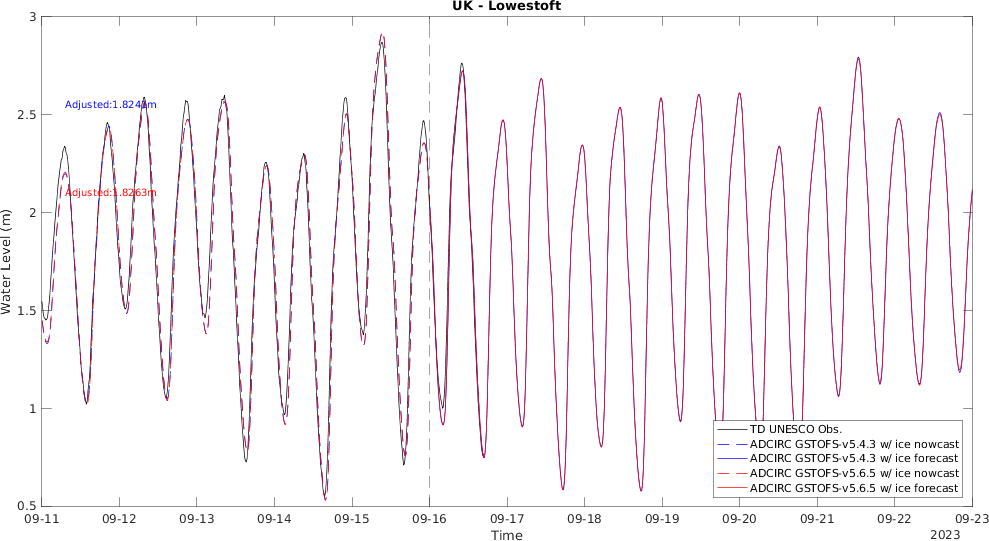 UK - Lowestoft
3
2.5
2
1.5
1
0.5
Water Level (m)
Adjusted:1.8241m
Adjusted:1.8263m
TD UNESCO Obs.
ADCIRC GSTOFS-v5.4.3 w/ ice nowcast
ADCIRC GSTOFS-v5.4.3 w/ ice forecast
ADCIRC GSTOFS-v5.6.5 w/ ice nowcast
ADCIRC GSTOFS-v5.6.5 w/ ice forecast
09-11 09-12 09-13 09-14 09-15 09-16 09-17 09-18 09-19 09-20 09-21 09-22 09-23
Time
2023